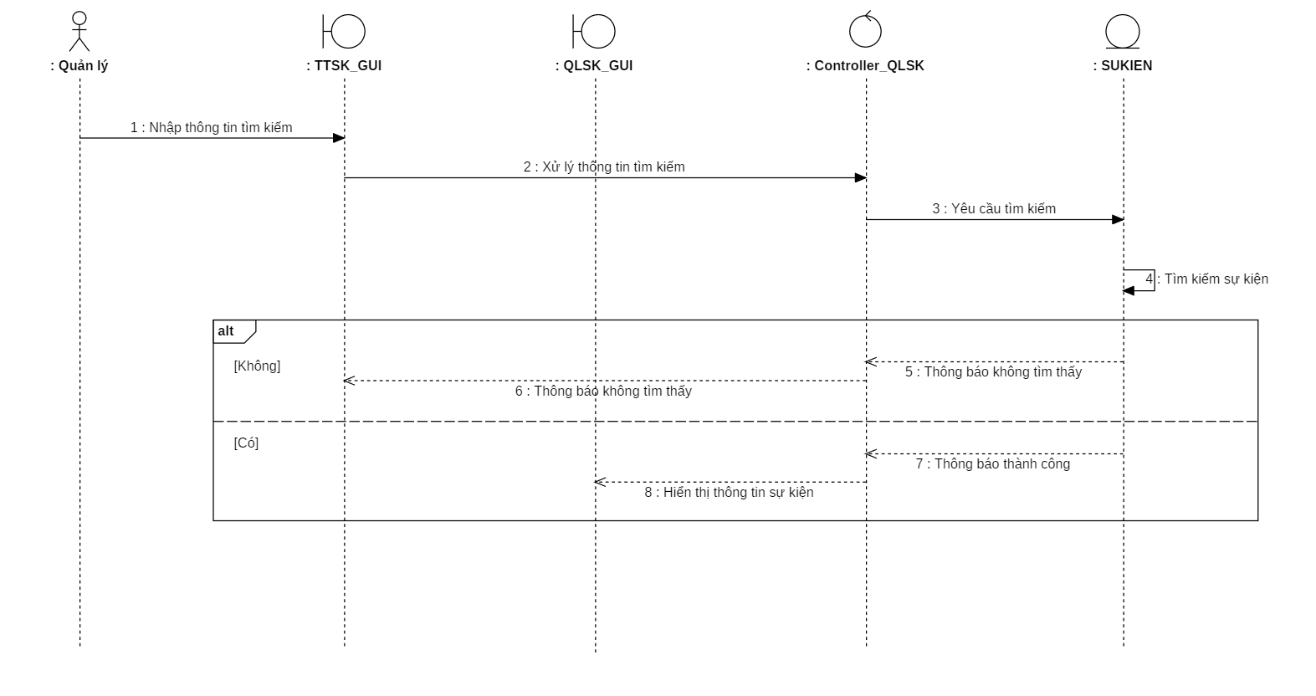 : Quản lý
: TTSK_GUI
: QLSK_GUI
: Controller_QLSK
: SUKIEN
1 : Nhập thông tin tìm kiếm
2 : Xử lý thông tin tìm kiếm
3 : Yêu cầu tìm kiếm
4 : Tìm kiếm sự kiện
alt
[Không]
5 : Thông báo không tìm thấy
6 : Thông báo không tìm thấy
[Có]
7 : Thông báo thành công
8 : Hiển thị thông tin sự kiện